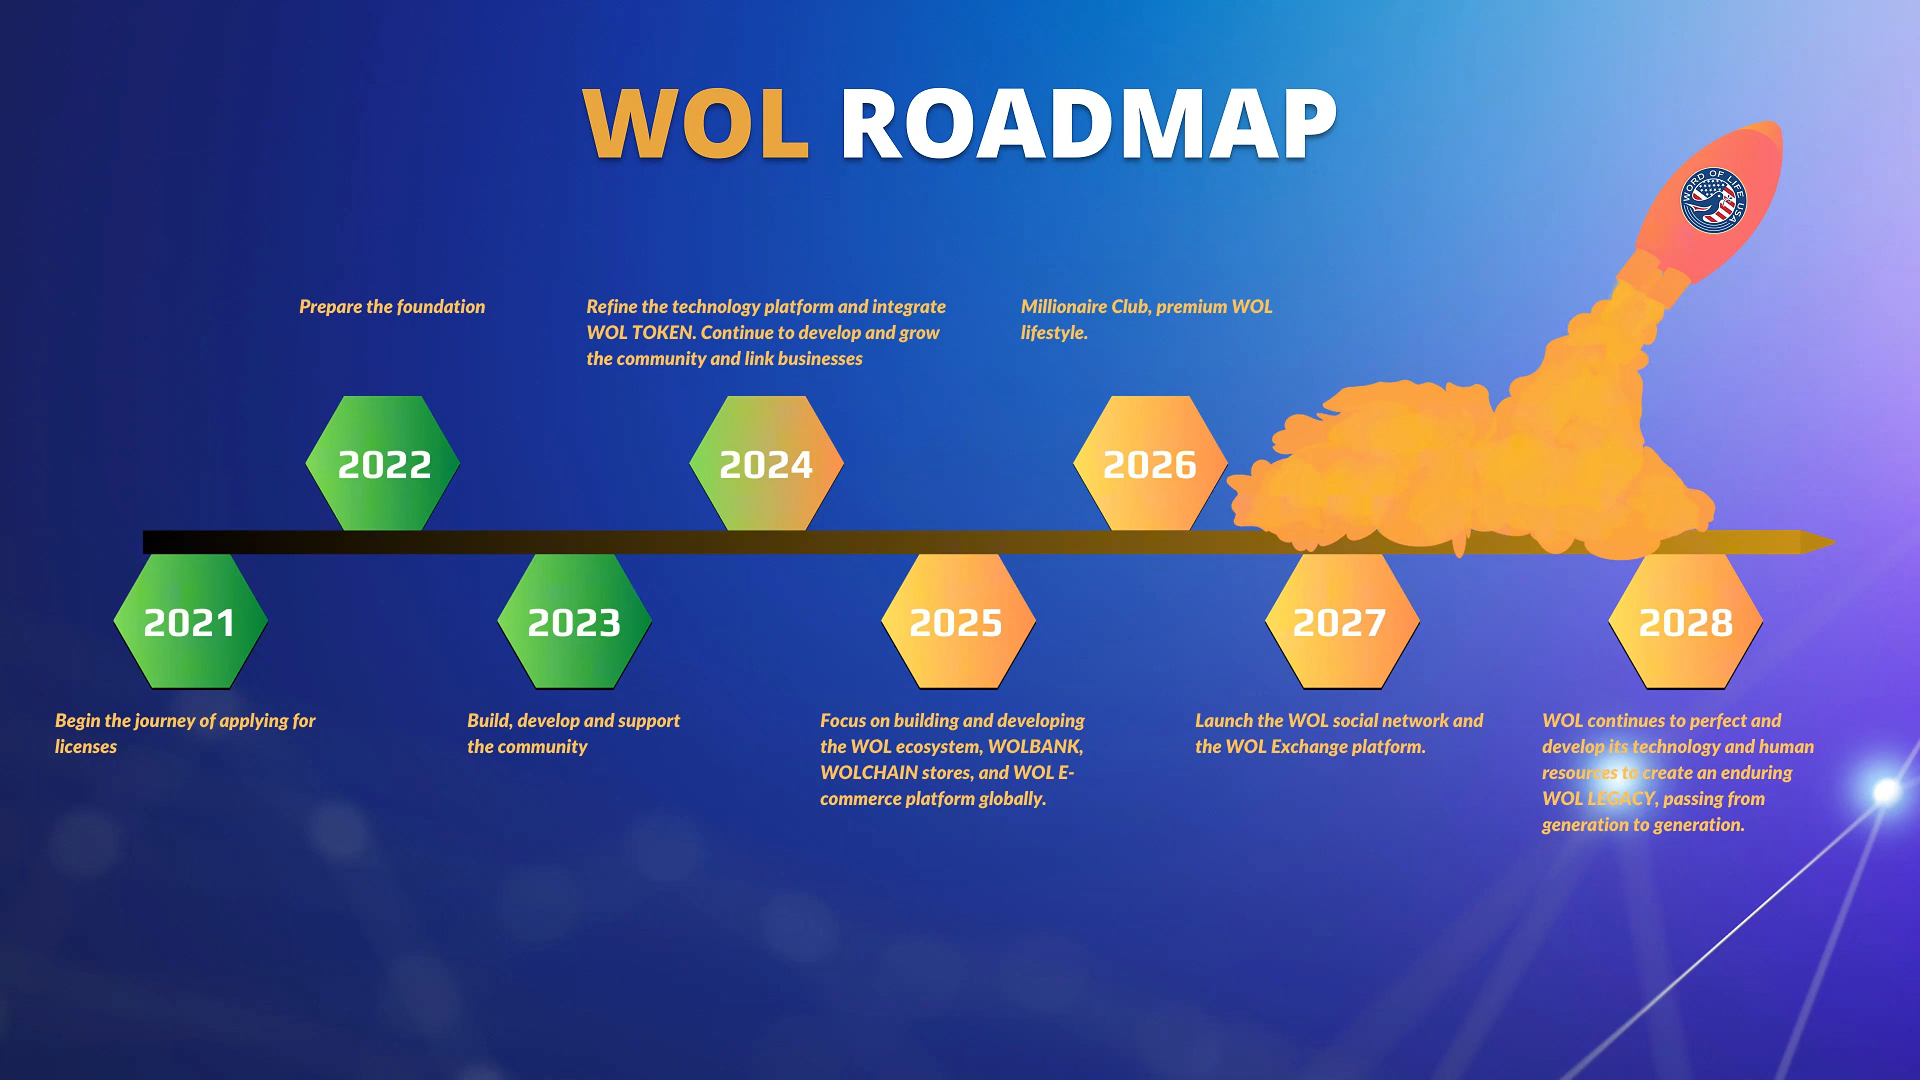 WOL ROADMAP
WORD OF LIFE USA
Prepare the foundation
Refine the technology platform and integrate
WOL TOKEN. Continue to develop and grow
the community and link businesses
Millionaire Club, premium WOL
lifestyle.
2022
2024
2026
2021
2023
2025
2027
2028
Begin the journey of applying for
licenses
Build, develop and support
the community
Focus on building and developing
the WOL ecosystem, WOLBANK,
WOLCHAIN stores, and WOL E-
commerce platform globally.
Launch the WOL social network and
the WOL Exchange platform.
WOL continues to perfect and
develop its technology and human
resources to create an enduring
WOL LEGACY, passing from
generation to generation.